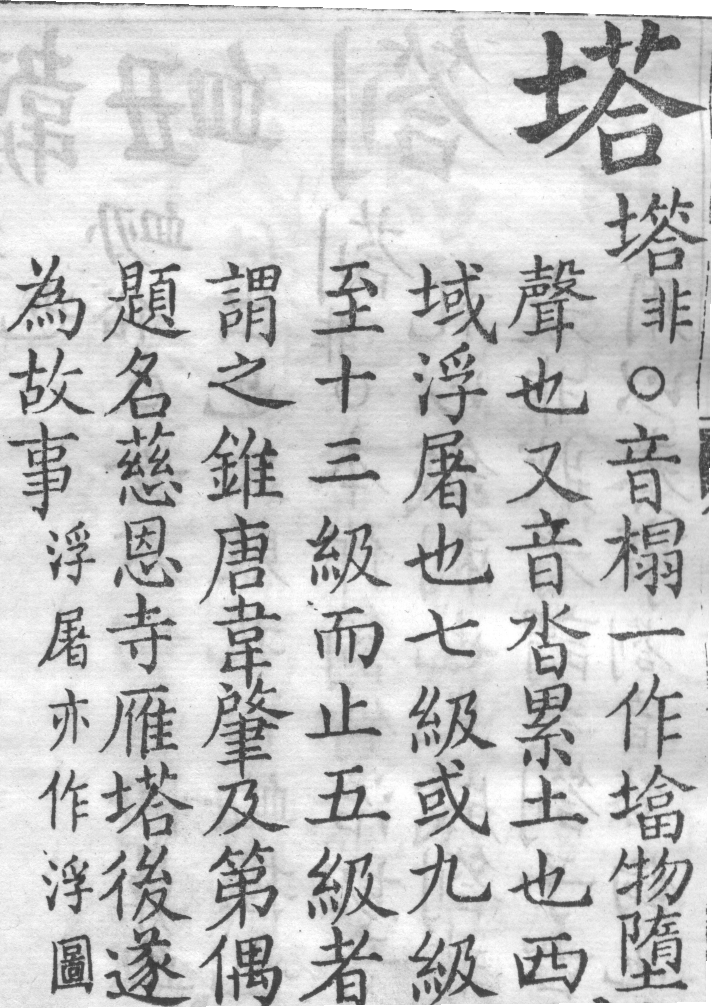 塔
墖非○音榻一作墖物墮
聲也又音沓累土也西
域浮屠也七級或九級
至十三級而止五級者
謂之錐唐韋肇及第偶
題名慈恩寺雁塔後遂
為故事浮屠亦作浮圖